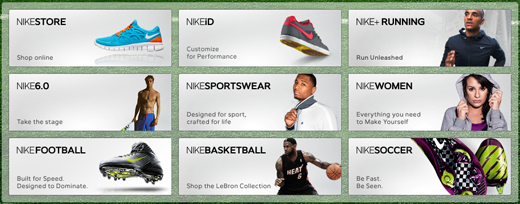 NIKESTORE
Shop online
NIKEiD
Customize
for Performance
NIKE+ RUNNING
Run Unleashed
NIKE6.0
Take the stage
NIKESPORTSWEAR
Designed for sport,
crafted for life
NIKEWOMEN
Everything you need
to Make Yourself
NIKEFOOTBALL
Built for Speed.
Designed to Dominate.
NIKEBASKETBALL
Shop the LeBron Collection
HEAT
6
NIKESOCCER
Be Fast.
Be Seen.